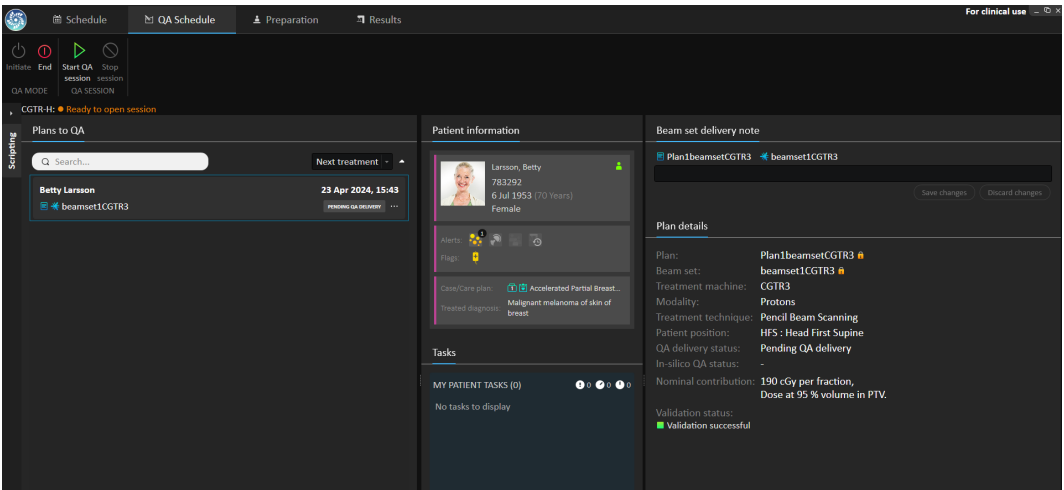 For clinical use
Schedule
QA Schedule
Preparation
Results
Initiate
End
Start QA session
Stop session
QA MODE
QA SESSION
CGTR-H: Ready to open session
Scripting
Plans to QA
Search...
Next treatment
Betty Larsson
23 Apr 2024, 15:43
beamset1CGTR3
PENDING QA DELIVERY
...
Patient information
Larsson, Betty
783292
6 Jul 1953 (70 Years)
Female
Alerts:
1
Flags:
Case/Care plan:
1
Accelerated Partial Breast...
Treated diagnosis:
Malignant melanoma of skin of
breast
Tasks
MY PATIENT TASKS (0)
0
0
0
No tasks to display
Beam set delivery note
Plan1beamsetCGTR3
beamset1CGTR3
Save changes
Discard changes
Plan details
Plan: Plan1beamsetCGTR3
Beam set: beamset1CGTR3
Treatment machine: CGTR3
Modality: Protons
Treatment technique: Pencil Beam Scanning
Patient position: HFS : Head First Supine
QA delivery status: Pending QA delivery
In-silico QA status: -
Nominal contribution: 190 cGy per fraction,
Dose at 95 % volume in PTV.
Validation status:
Validation successful